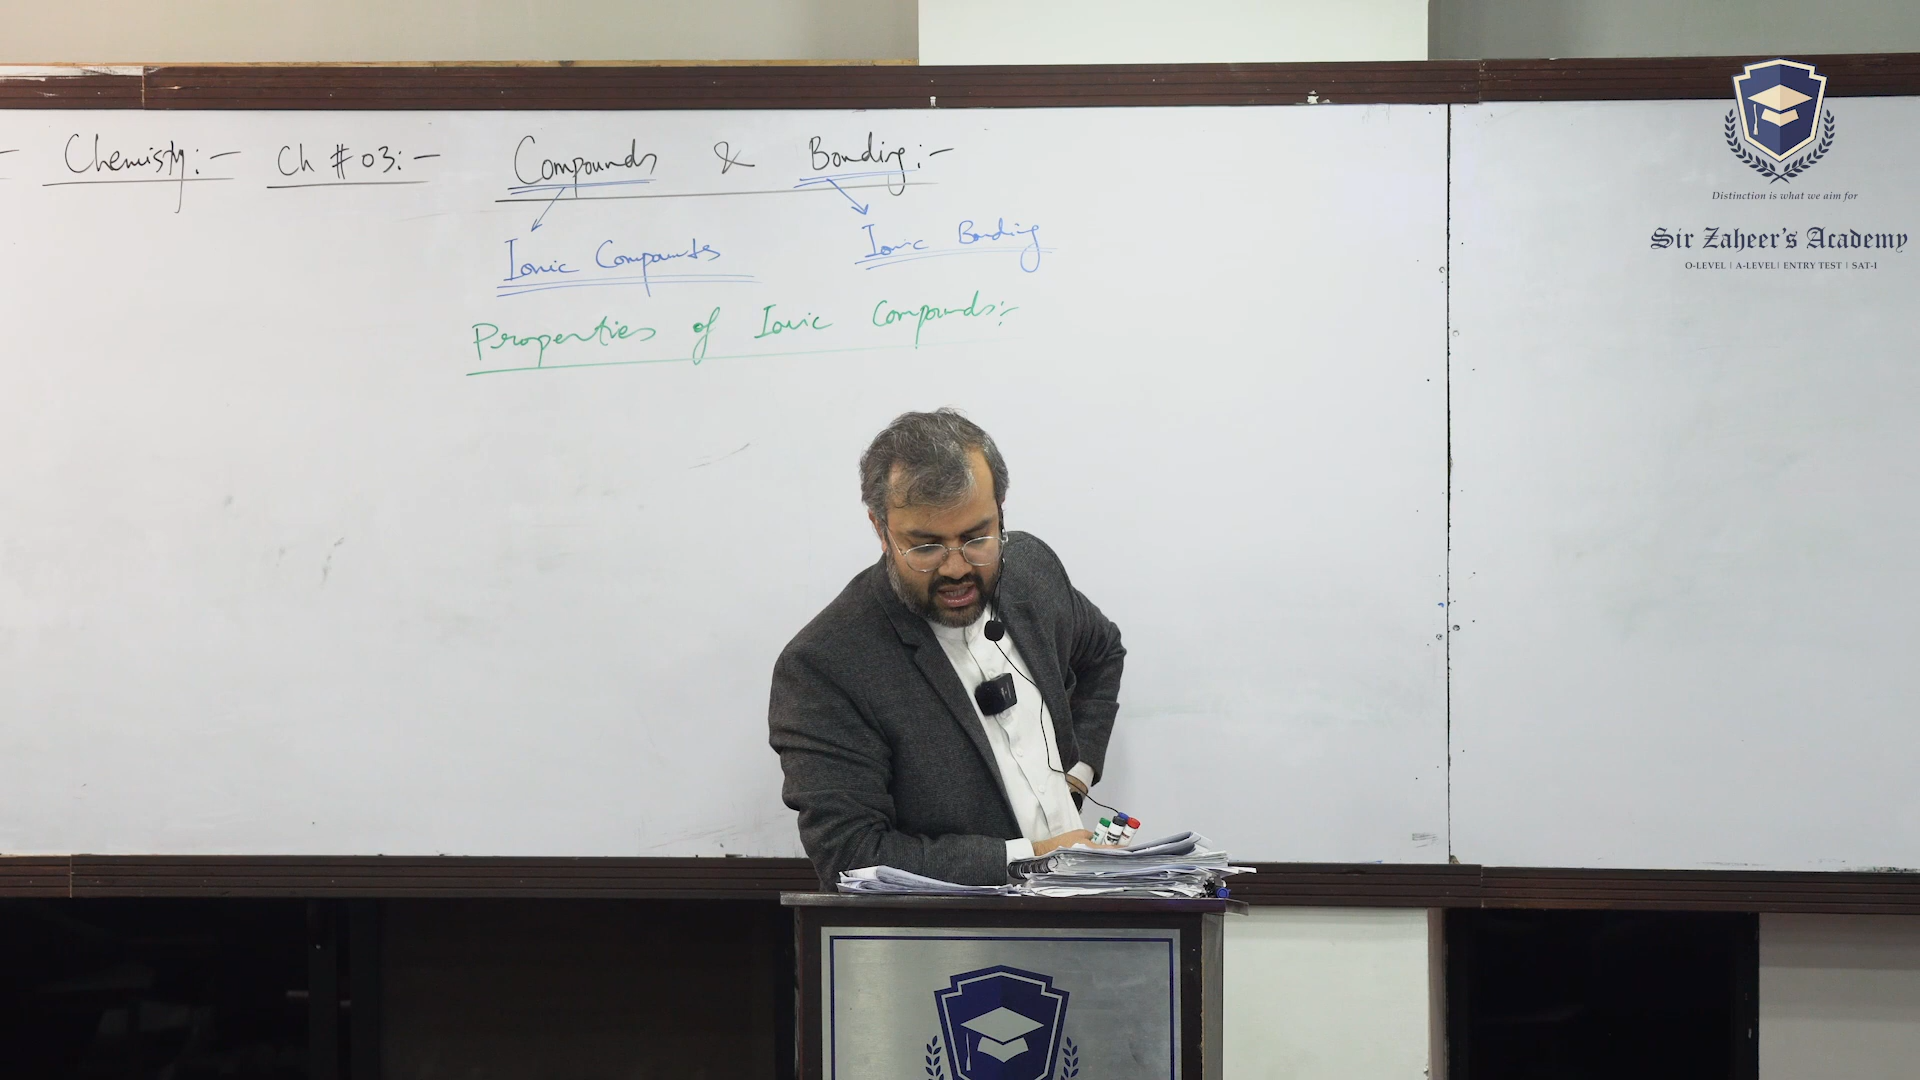 Chemisty:- Ch # 03:- Compounds & Bonding:-
Ionic Compounds Ionic Bonding
Properties of Ionic Compounds:-
Distinction is what we aim for
Sir Zaheer's Academy
O-LEVEL | A-LEVEL | ENTRY TEST | SAT-I